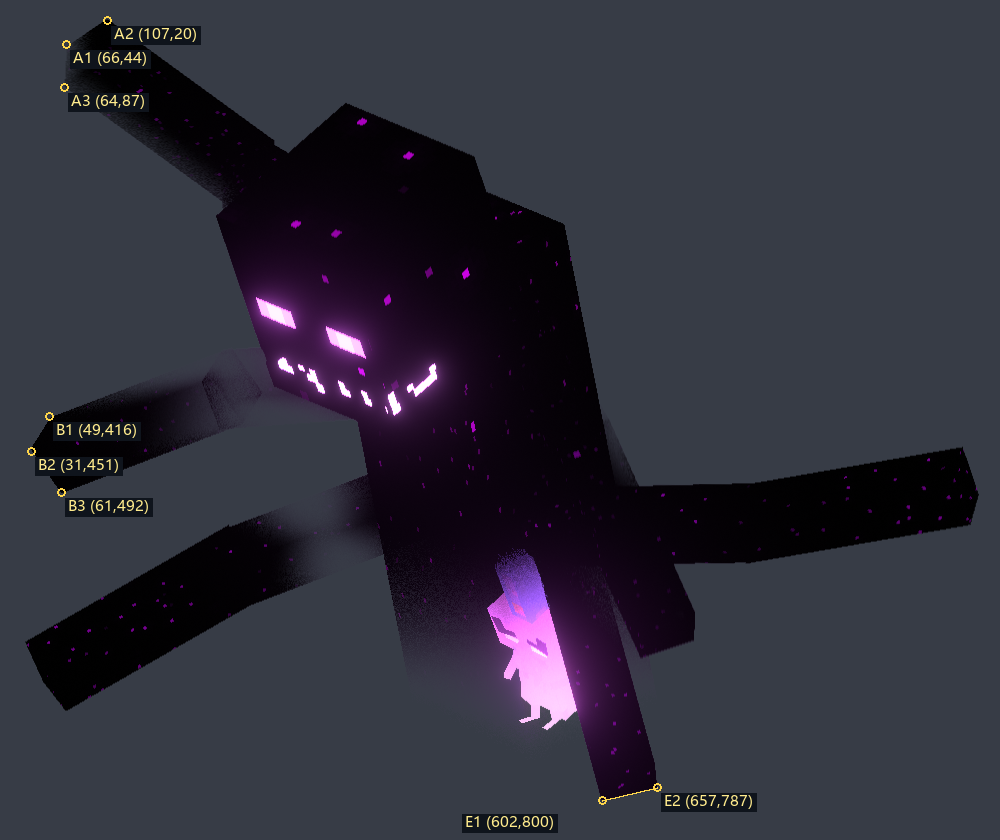 A2 (107,20)
A1 (66,44)
A3 (64,87)
B1 (49,416)
B2 (31,451)
B3 (61,492)
E2 (657,787)
E1 (602,800)